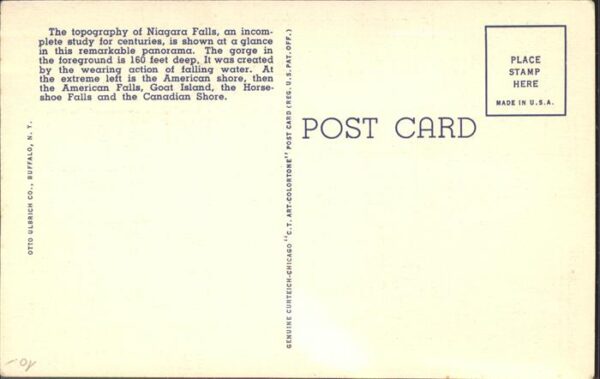 The topography of Niagara Falls, an incom-
plete study for centuries, is shown at a glance
in this remarkable panorama. The gorge in
the foreground is 160 feet deep. It was created
by the wearing action of falling water. At
the extreme left is the American shore, then
the American Falls, Goat Island, the Horse-
shoe Falls and the Canadian Shore.
OTTO ULBRICH CO., BUFFALO, N. Y.
GENUINE CURTEICH-CHICAGO "C.T. ART-COLORTONE" POST CARD (REG. U.S. PAT. OFF.)
POST CARD
PLACE
STAMP
HERE
MADE IN U.S.A.